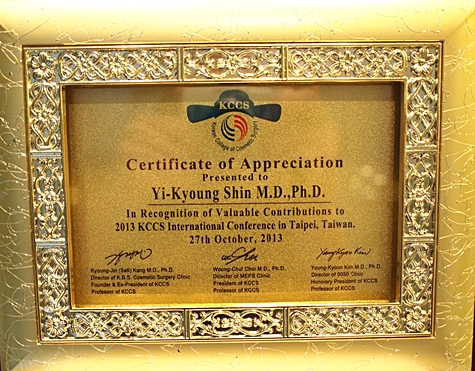 KCCS
Korean College of Cosmetic Surgery
Certificate of Appreciation
Presented to
Yi-Kyoung Shin M.D.,Ph.D.
In Recognition of Valuable Contributions to
2013 KCCS International Conference in Taipei, Taiwan.
27th October, 2013
Kyoung-Jin (Safi) Kang M.D., Ph.D.
Director of K.B.S. Cosmetic Surgery Clinic
Founder & Ex-President of KCCS
Professor of KCCS
Woong-Chul Choi M.D., Ph.D.
Director of MEPS Clinic
President of KCCS
Professor of KCCS
Young-Kyoon Kim M.D., Ph.D.
Director of 5050 Clinic
Honorary President of KCCS
Professor of KCCS